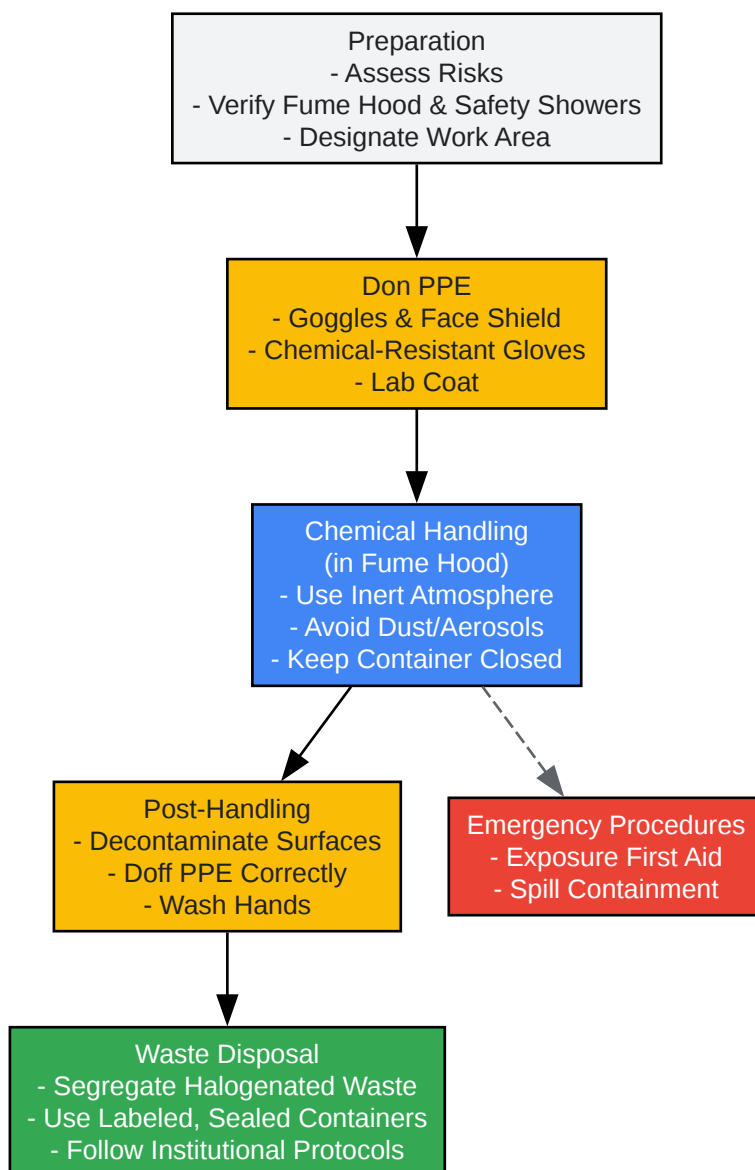 Preparation
- Assess Risks
- Verify Fume Hood & Safety Showers
- Designate Work Area
Don PPE
- Goggles & Face Shield
- Chemical-Resistant Gloves
- Lab Coat
Chemical Handling
(in Fume Hood)
- Use Inert Atmosphere
- Avoid Dust/Aerosols
- Keep Container Closed
Post-Handling
- Decontaminate Surfaces
- Doff PPE Correctly
- Wash Hands
Emergency Procedures
- Exposure First Aid
- Spill Containment
Waste Disposal
- Segregate Halogenated Waste
- Use Labeled, Sealed Containers
- Follow Institutional Protocols